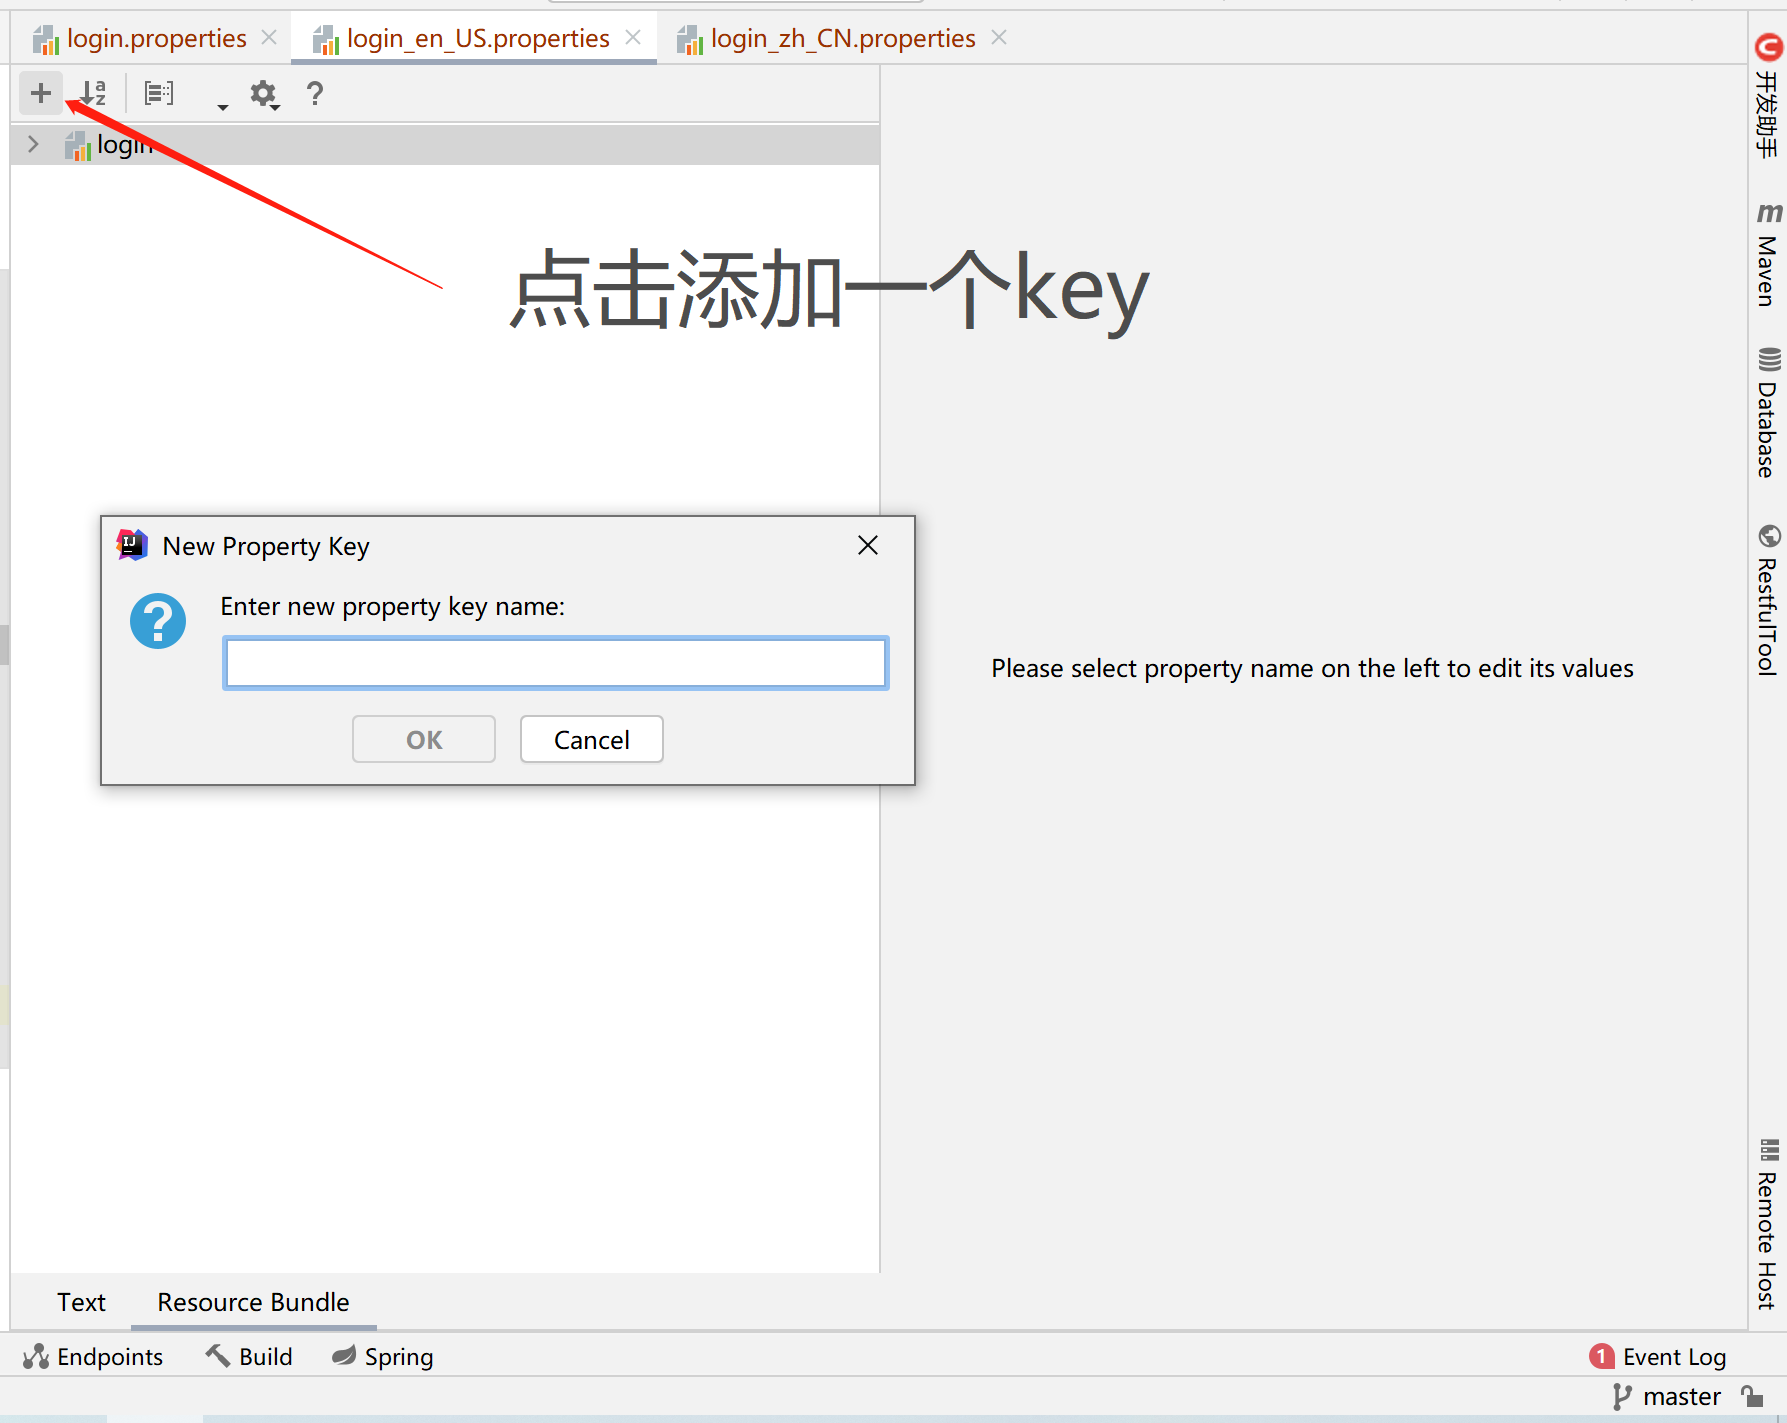 login.properties
login_en_US.properties
login_zh_CN.properties
login
点击添加一个key
New Property Key
Enter new property key name:
OK
Cancel
Please select property name on the left to edit its values
Text
Resource Bundle
Endpoints
Build
Spring
1
Event Log
master
开发助手
Maven
Database
RestfulTool
Remote Host